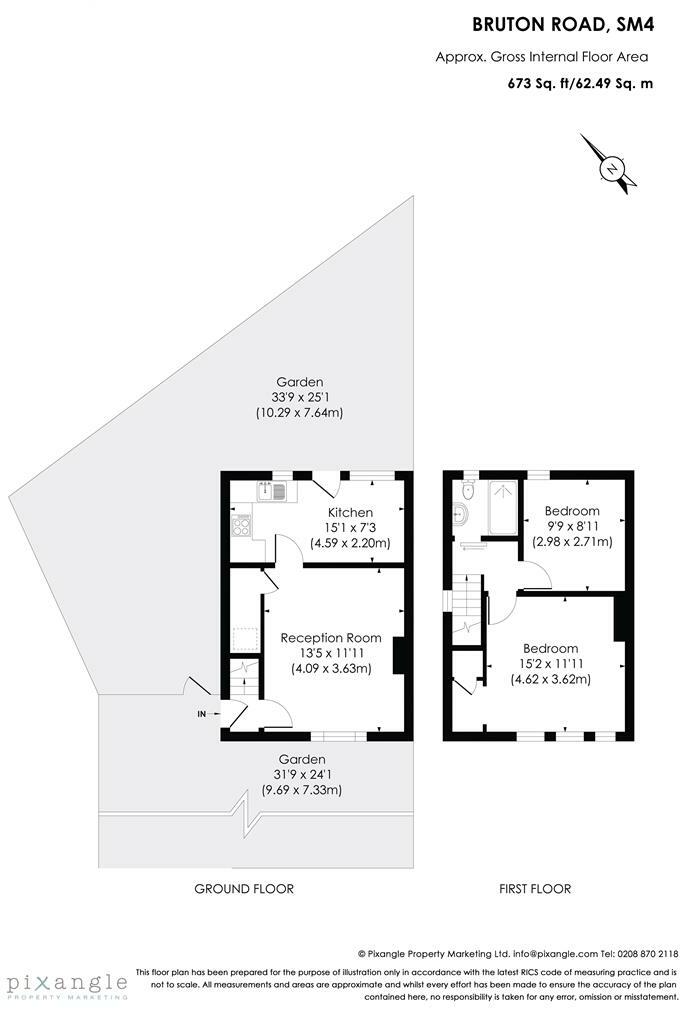 BRUTON ROAD, SM4
Approx. Gross Internal Floor Area
673 Sq. ft/62.49 Sq. m
N
Garden
33'9 x 25'1
(10.29 x 7.64m)
Kitchen
15'1 x 7'3
(4.59 x 2.20m)
Bedroom
9'9 x 8'11
(2.98 x 2.71m)
Reception Room
13'5 x 11'11
(4.09 x 3.63m)
Bedroom
15'2 x 11'11
(4.62 x 3.62m)
IN
Garden
31'9 x 24'1
(9.69 x 7.33m)
GROUND FLOOR
FIRST FLOOR
© Pixangle Property Marketing Ltd. info@pixangle.com Tel: 0208 870 2118
pixangle
PROPERTY MARKETING
This floor plan has been prepared for the purpose of illustration only in accordance with the latest RICS code of measuring practice and is
not to scale. All measurements and areas are approximate and whilst every effort has been made to ensure the accuracy of the plan
contained here, no responsibility is taken for any error, omission or misstatement.